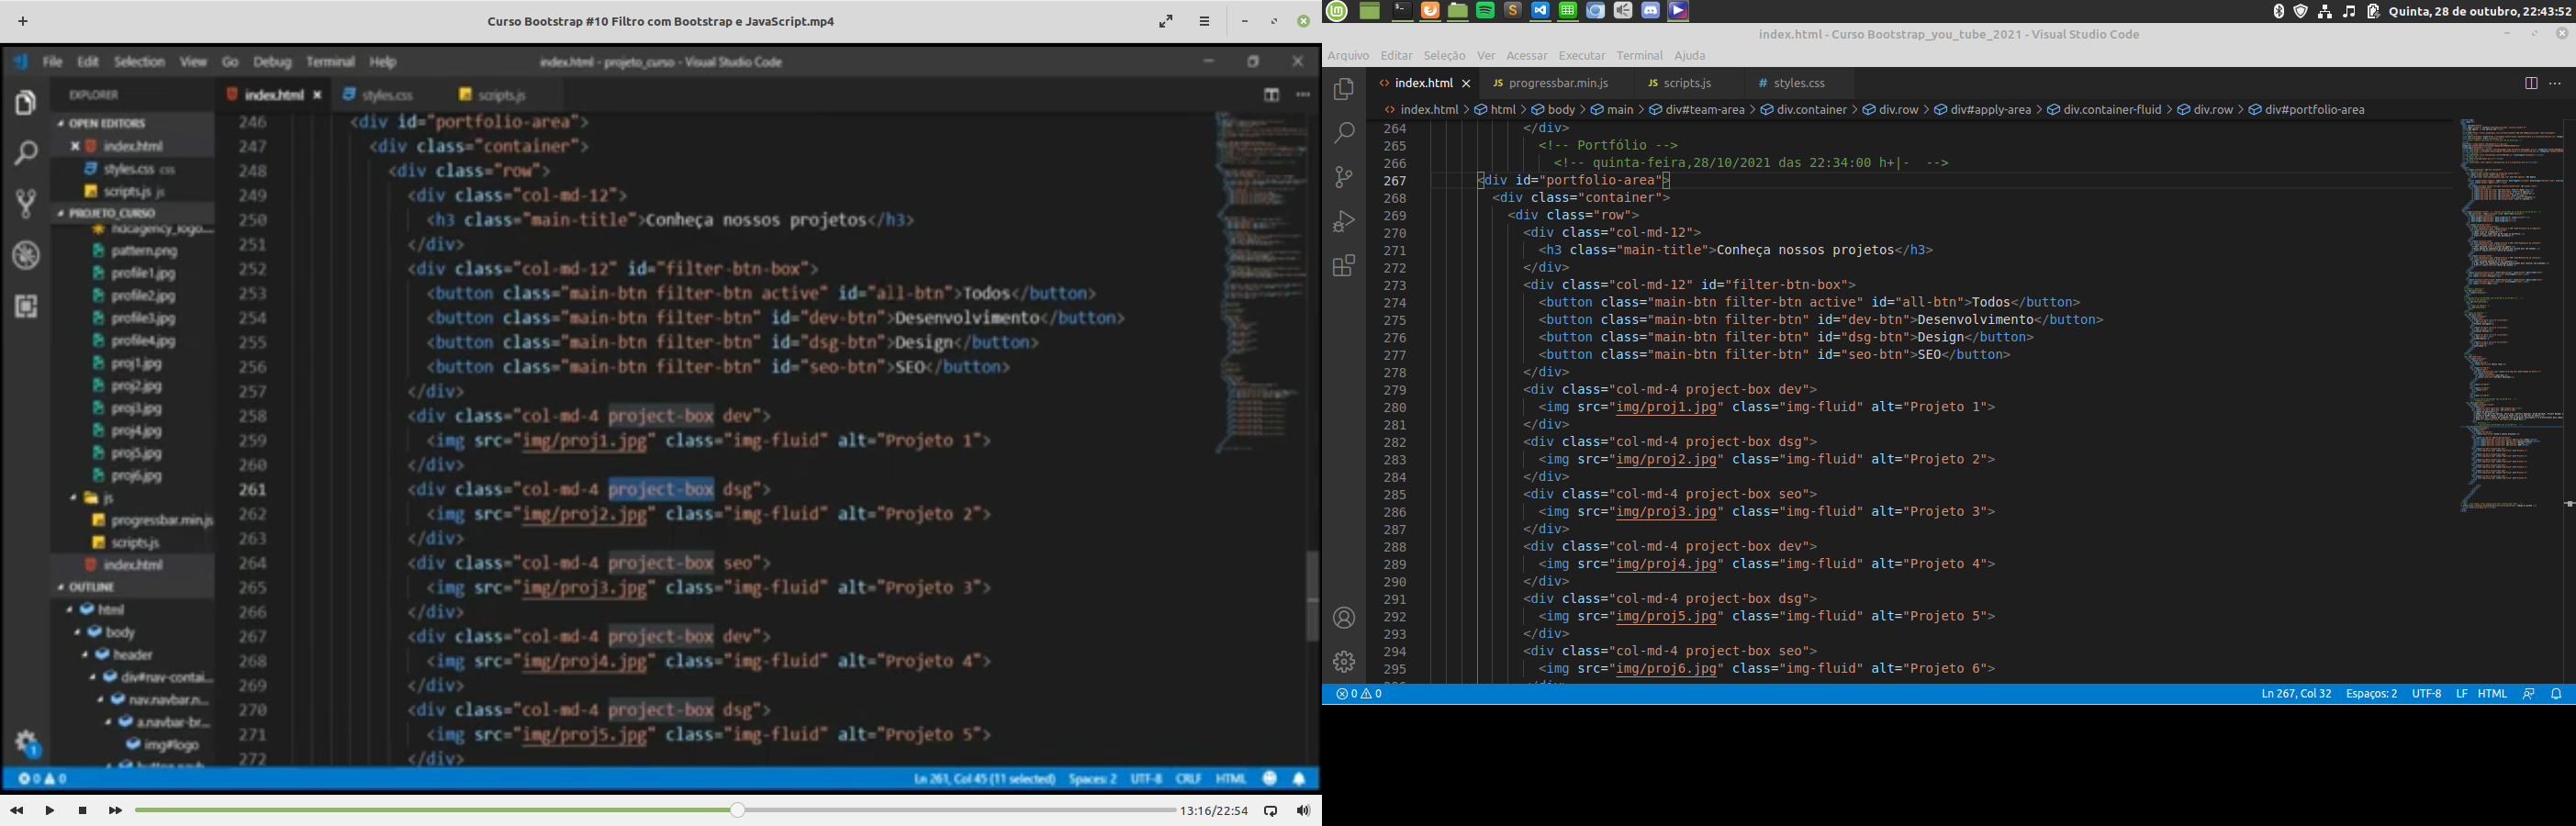 Curso Bootstrap #10 Filtro com Bootstrap e JavaScript.mp4
File Edit Selection View Go Debug Terminal Help
index.html - projeto_curso - Visual Studio Code
EXPLORER
OPEN EDITORS
index.html
styles.css css
scripts.js js
PROJETO_CURSO
pattern.png
profile1.jpg
profile2.jpg
profile3.jpg
profile4.jpg
proj1.jpg
proj2.jpg
proj3.jpg
proj4.jpg
proj5.jpg
proj6.jpg
js
progressbar.min.js
scripts.js
index.html
OUTLINE
html
body
header
div#nav-contai...
nav.navbar.n...
a.navbar-br...
img#logo
index.html styles.css scripts.js
246 <div id="portfolio-area">
247 <div class="container">
248 <div class="row">
249 <div class="col-md-12">
250 <h3 class="main-title">Conheça nossos projetos</h3>
251 </div>
252 <div class="col-md-12" id="filter-btn-box">
253 <button class="main-btn filter-btn active" id="all-btn">Todos</button>
254 <button class="main-btn filter-btn" id="dev-btn">Desenvolvimento</button>
255 <button class="main-btn filter-btn" id="dsg-btn">Design</button>
256 <button class="main-btn filter-btn" id="seo-btn">SEO</button>
257 </div>
258 <div class="col-md-4 project-box dev">
259 <img src="img/proj1.jpg" class="img-fluid" alt="Projeto 1">
260 </div>
261 <div class="col-md-4 project-box dsg">
262 <img src="img/proj2.jpg" class="img-fluid" alt="Projeto 2">
263 </div>
264 <div class="col-md-4 project-box seo">
265 <img src="img/proj3.jpg" class="img-fluid" alt="Projeto 3">
266 </div>
267 <div class="col-md-4 project-box dev">
268 <img src="img/proj4.jpg" class="img-fluid" alt="Projeto 4">
269 </div>
270 <div class="col-md-4 project-box dsg">
271 <img src="img/proj5.jpg" class="img-fluid" alt="Projeto 5">
272 </div>
0 0 Ln 261, Col 45 (11 selected) Spaces: 2 UTF-8 CRLF HTML
1
13:16/22:54
Quinta, 28 de outubro, 22:43:52
index.html - Curso Bootstrap_you_tube_2021 - Visual Studio Code
Arquivo Editar Seleção Ver Acessar Executar Terminal Ajuda
index.html JS progressbar.min.js JS scripts.js # styles.css
index.html > html > body > main > div#team-area > div.container > div.row > div#apply-area > div.container-fluid > div.row > div#portfolio-area
264 </div>
265 <!-- Portfólio -->
266 <!-- quinta-feira,28/10/2021 das 22:34:00 h+|- -->
267 <div id="portfolio-area">
268 <div class="container">
269 <div class="row">
270 <div class="col-md-12">
271 <h3 class="main-title">Conheça nossos projetos</h3>
272 </div>
273 <div class="col-md-12" id="filter-btn-box">
274 <button class="main-btn filter-btn active" id="all-btn">Todos</button>
275 <button class="main-btn filter-btn" id="dev-btn">Desenvolvimento</button>
276 <button class="main-btn filter-btn" id="dsg-btn">Design</button>
277 <button class="main-btn filter-btn" id="seo-btn">SEO</button>
278 </div>
279 <div class="col-md-4 project-box dev">
280 <img src="img/proj1.jpg" class="img-fluid" alt="Projeto 1">
281 </div>
282 <div class="col-md-4 project-box dsg">
283 <img src="img/proj2.jpg" class="img-fluid" alt="Projeto 2">
284 </div>
285 <div class="col-md-4 project-box seo">
286 <img src="img/proj3.jpg" class="img-fluid" alt="Projeto 3">
287 </div>
288 <div class="col-md-4 project-box dev">
289 <img src="img/proj4.jpg" class="img-fluid" alt="Projeto 4">
290 </div>
291 <div class="col-md-4 project-box dsg">
292 <img src="img/proj5.jpg" class="img-fluid" alt="Projeto 5">
293 </div>
294 <div class="col-md-4 project-box seo">
295 <img src="img/proj6.jpg" class="img-fluid" alt="Projeto 6">
0 0 Ln 267, Col 32 Espaços: 2 UTF-8 LF HTML